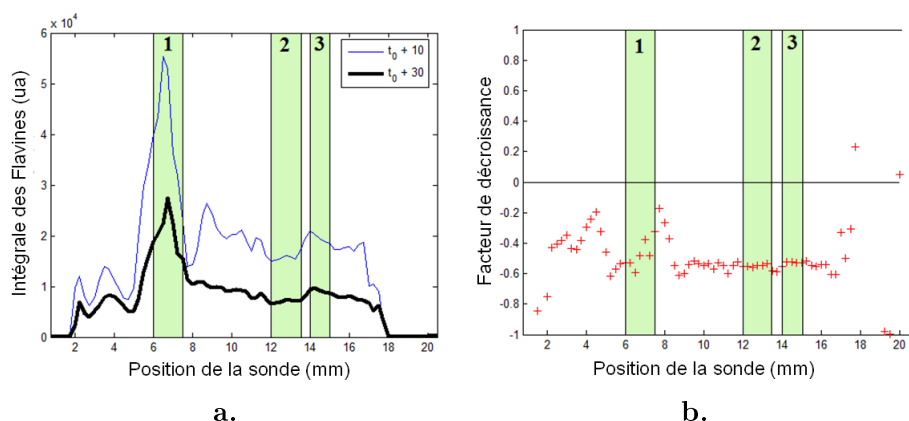 x 10⁴
6
5
4
3
2
1
0
Intégrale des Flavines (ua)
1
2
3
t₀ + 10
t₀ + 30
2 4 6 8 10 12 14 16 18 20
Position de la sonde (mm)
a.
1
0.8
0.6
0.4
0.2
0
-0.2
-0.4
-0.6
-0.8
-1
Facteur de décroissance
1
2
3
2 4 6 8 10 12 14 16 18 20
Position de la sonde (mm)
b.